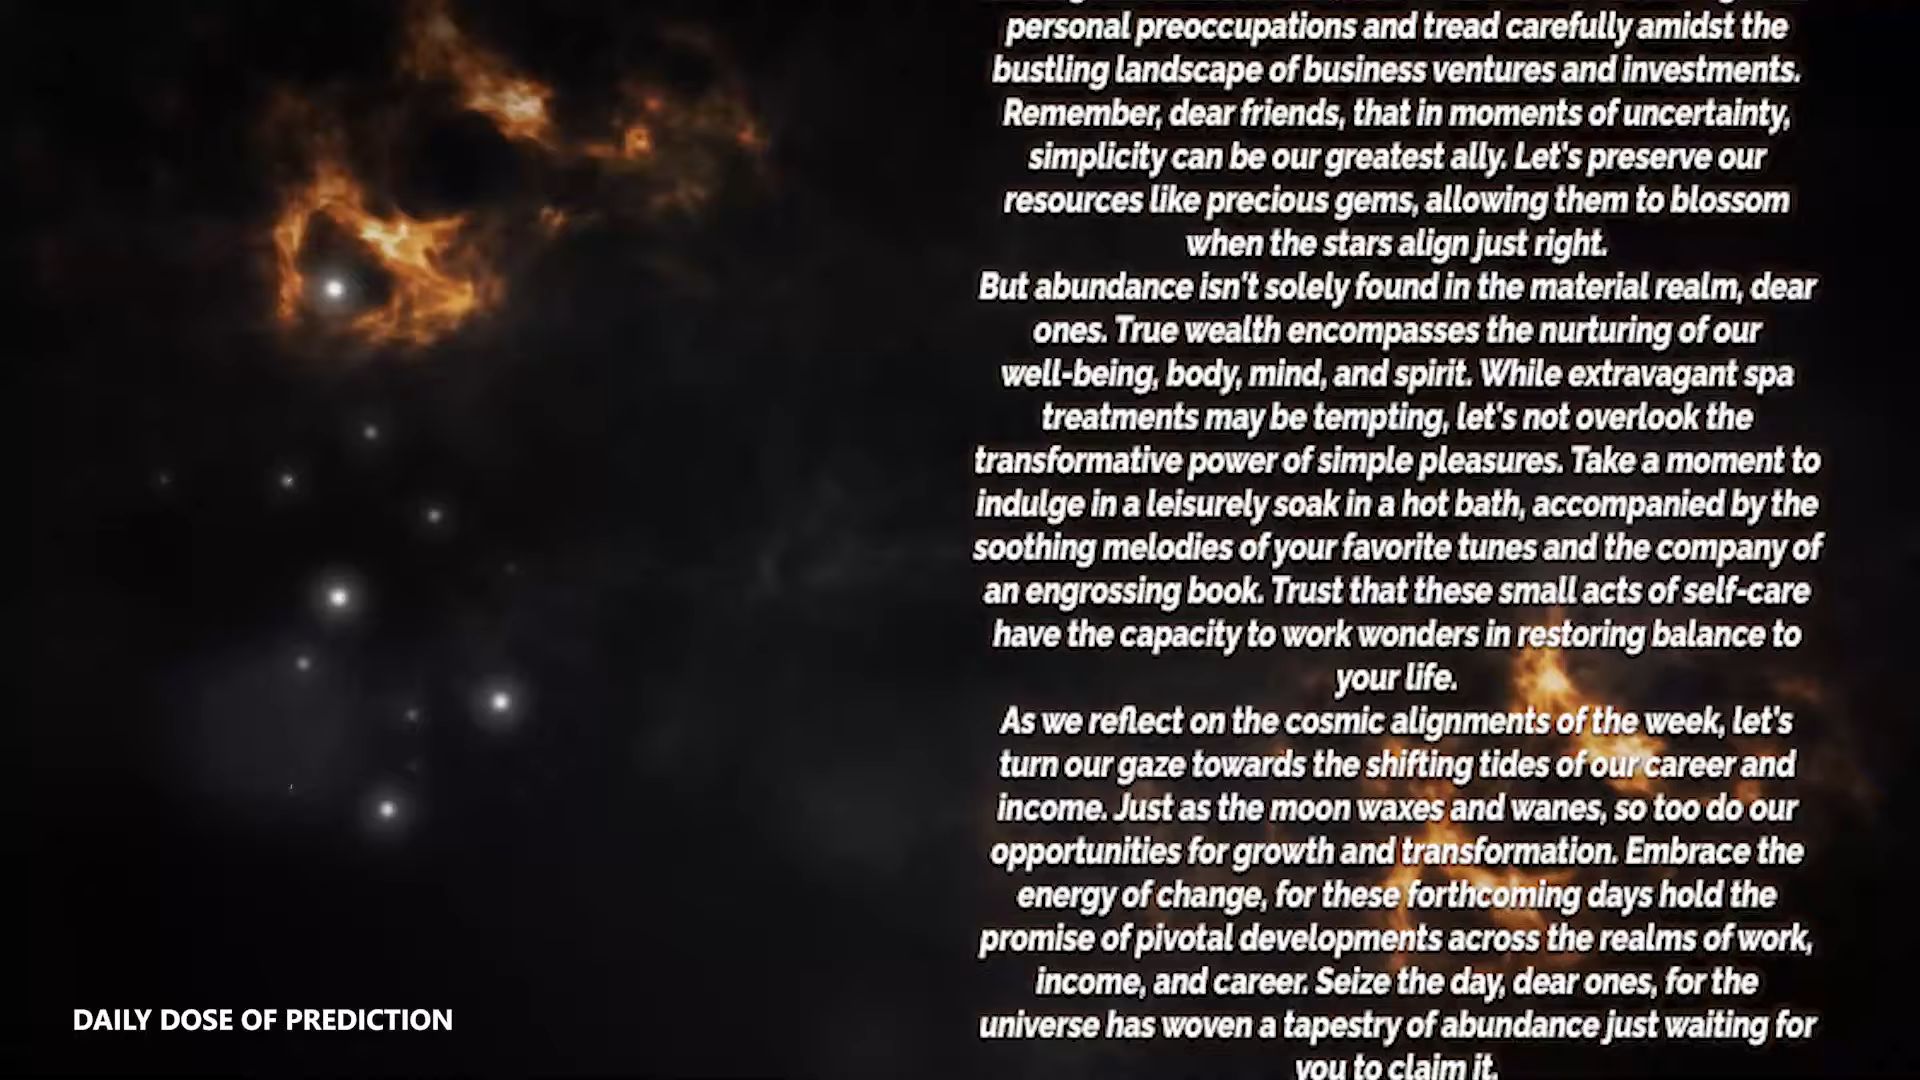 personal preoccupations and tread carefully amidst the
bustling landscape of business ventures and investments.
Remember, dear friends, that in moments of uncertainty,
simplicity can be our greatest ally. Let's preserve our
resources like precious gems, allowing them to blossom
when the stars align just right.
But abundance isn't solely found in the material realm, dear
ones. True wealth encompasses the nurturing of our
well-being, body, mind, and spirit. While extravagant spa
treatments may be tempting, let's not overlook the
transformative power of simple pleasures. Take a moment to
indulge in a leisurely soak in a hot bath, accompanied by the
soothing melodies of your favorite tunes and the company of
an engrossing book. Trust that these small acts of self-care
have the capacity to work wonders in restoring balance to
your life.
As we reflect on the cosmic alignments of the week, let's
turn our gaze towards the shifting tides of our career and
income. Just as the moon waxes and wanes, so too do our
opportunities for growth and transformation. Embrace the
energy of change, for these forthcoming days hold the
promise of pivotal developments across the realms of work,
income, and career. Seize the day, dear ones, for the
universe has woven a tapestry of abundance just waiting for
you to claim it.
DAILY DOSE OF PREDICTION